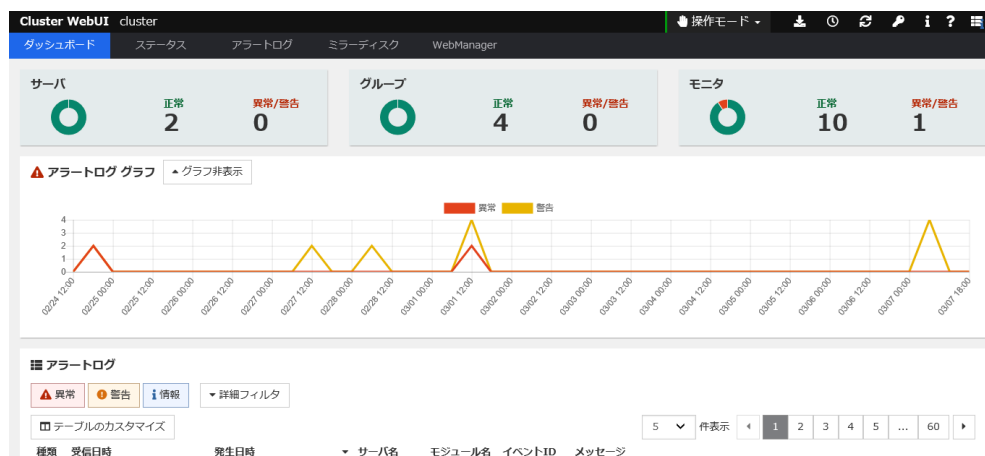 Cluster WebUI cluster 操作モード
ダッシュボード ステータス アラートログ ミラーディスク WebManager
サーバ グループ モニタ
正常 異常/警告 正常 異常/警告 正常 異常/警告
2 0 4 0 10 1
アラートログ グラフ グラフ非表示
異常 警告
4
3
2
1
0
02/24 12:00 02/25 00:00 02/25 12:00 02/26 00:00 02/26 12:00 02/27 00:00 02/27 12:00 02/28 00:00 02/28 12:00 03/01 00:00 03/01 12:00 03/02 00:00 03/02 12:00 03/03 00:00 03/03 12:00 03/04 00:00 03/04 12:00 03/05 00:00 03/05 12:00 03/06 00:00 03/06 12:00 03/07 00:00 03/07 18:00
アラートログ
異常 警告 情報 詳細フィルタ
テーブルのカスタマイズ 5 件表示 1 2 3 4 5 ... 60
種類 受信日時 発生日時 サーバ名 モジュール名 イベントID メッセージ